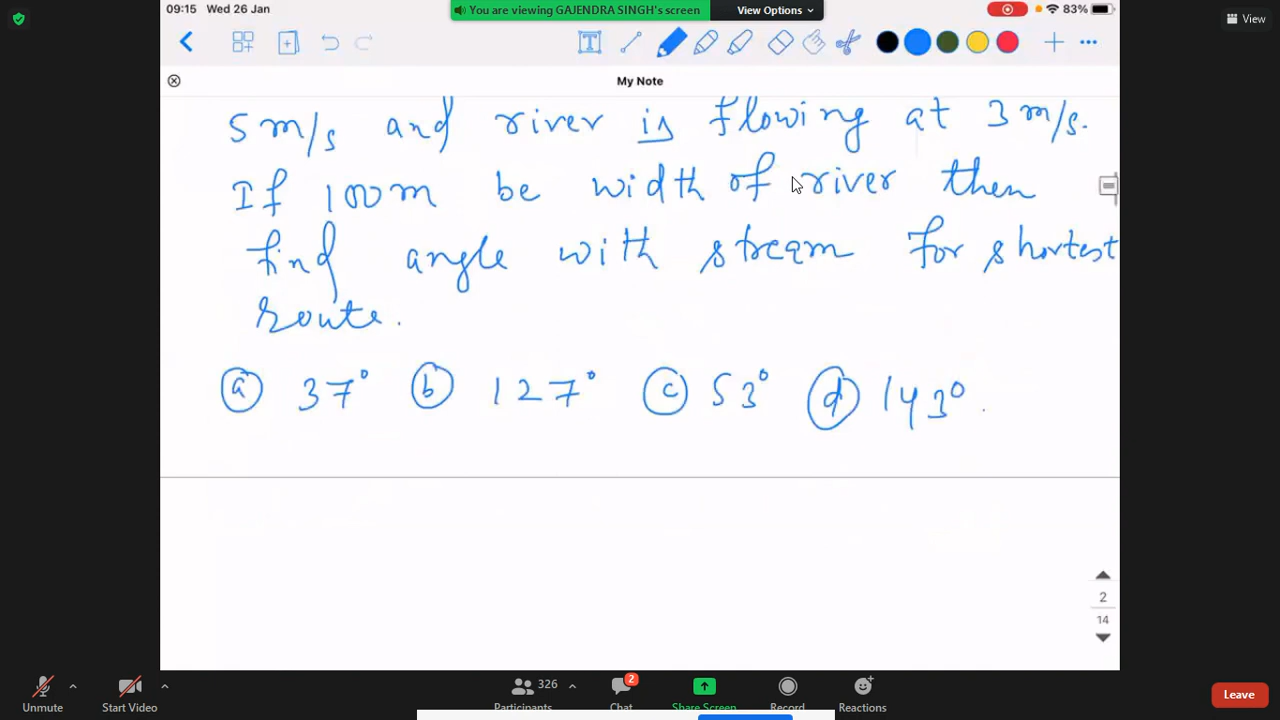 09:15 Wed 26 Jan
You are viewing GAJENDRA SINGH's screen
View Options
83%
View
My Note
5 m/s and river is flowing at 3 m/s.
If 100m be width of river then
find angle with stream for shortest
route.
(a) 37° (b) 127° (c) 53° (d) 143°.
2
14
326
2
Unmute
Start Video
Participants
Chat
Share Screen
Record
Reactions
Leave